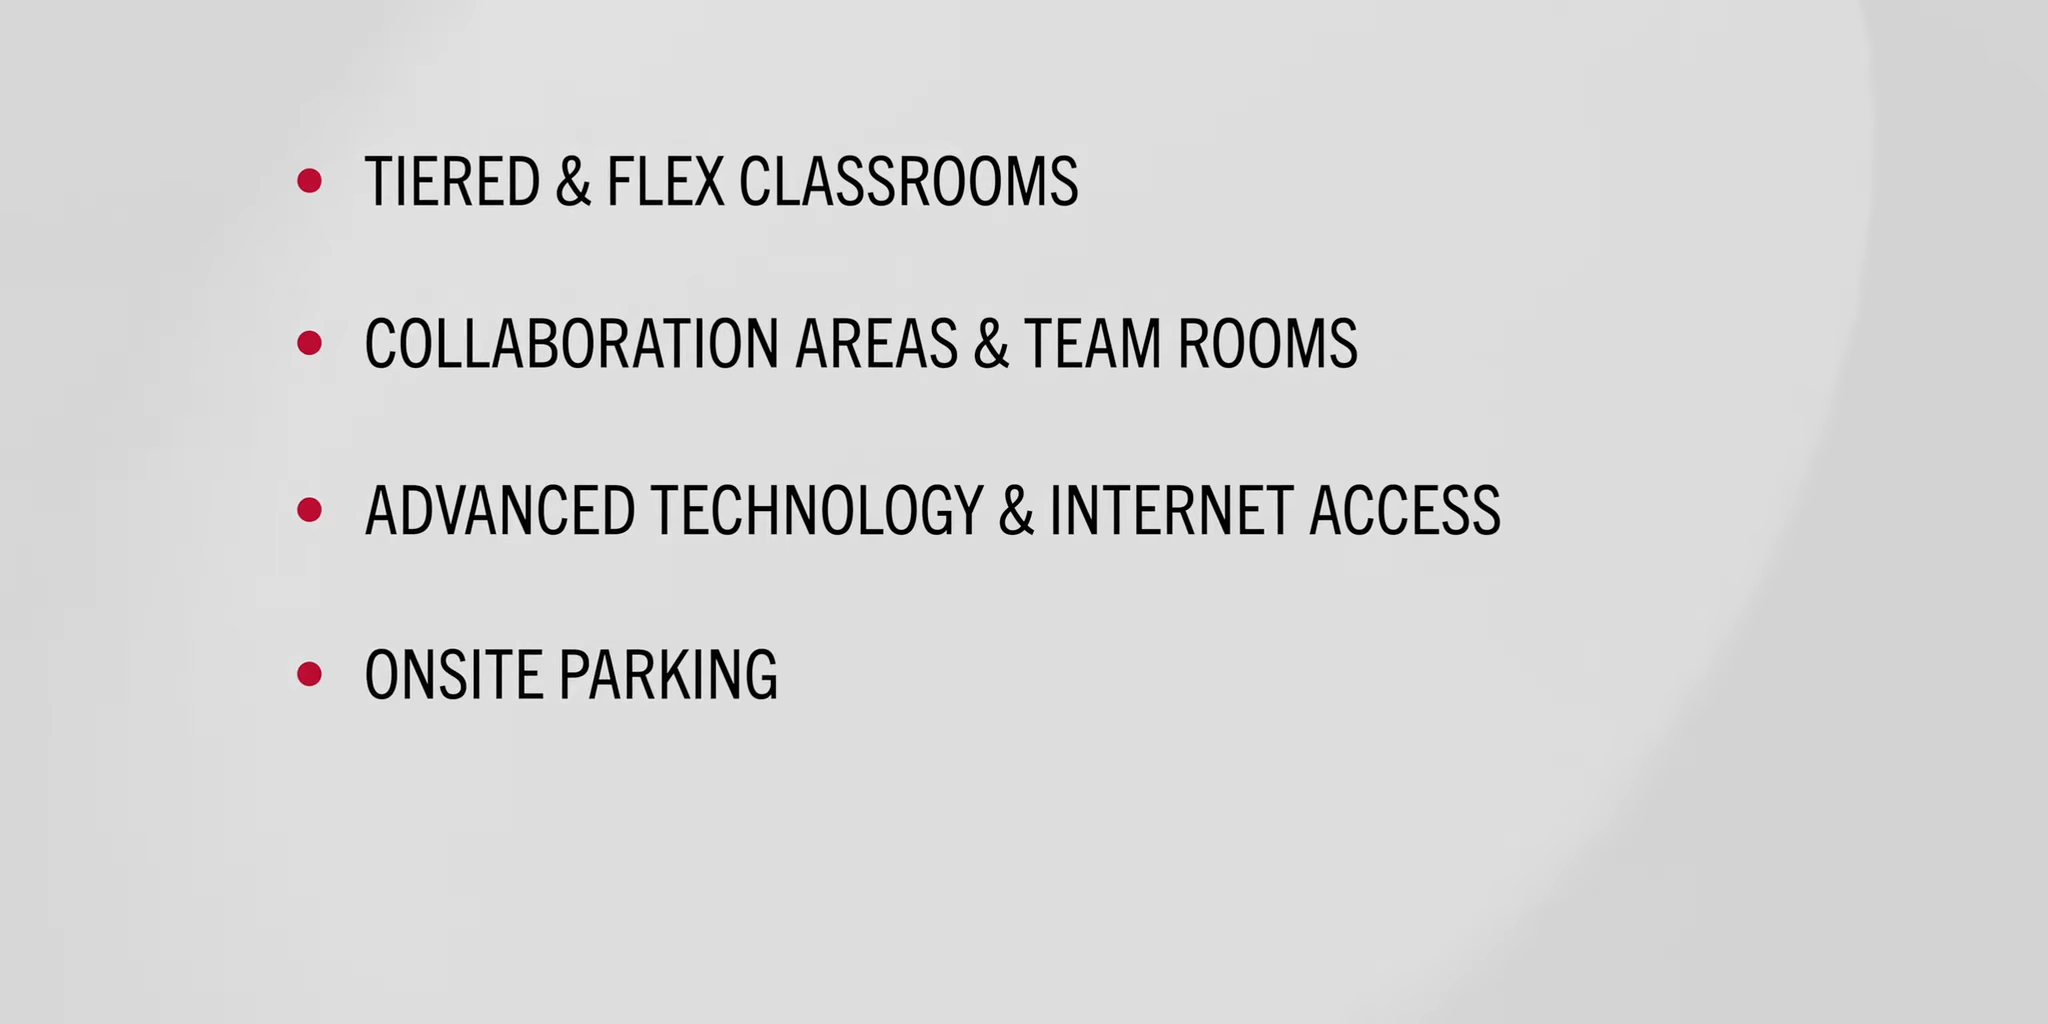 • TIERED & FLEX CLASSROOMS
• COLLABORATION AREAS & TEAM ROOMS
• ADVANCED TECHNOLOGY & INTERNET ACCESS
• ONSITE PARKING